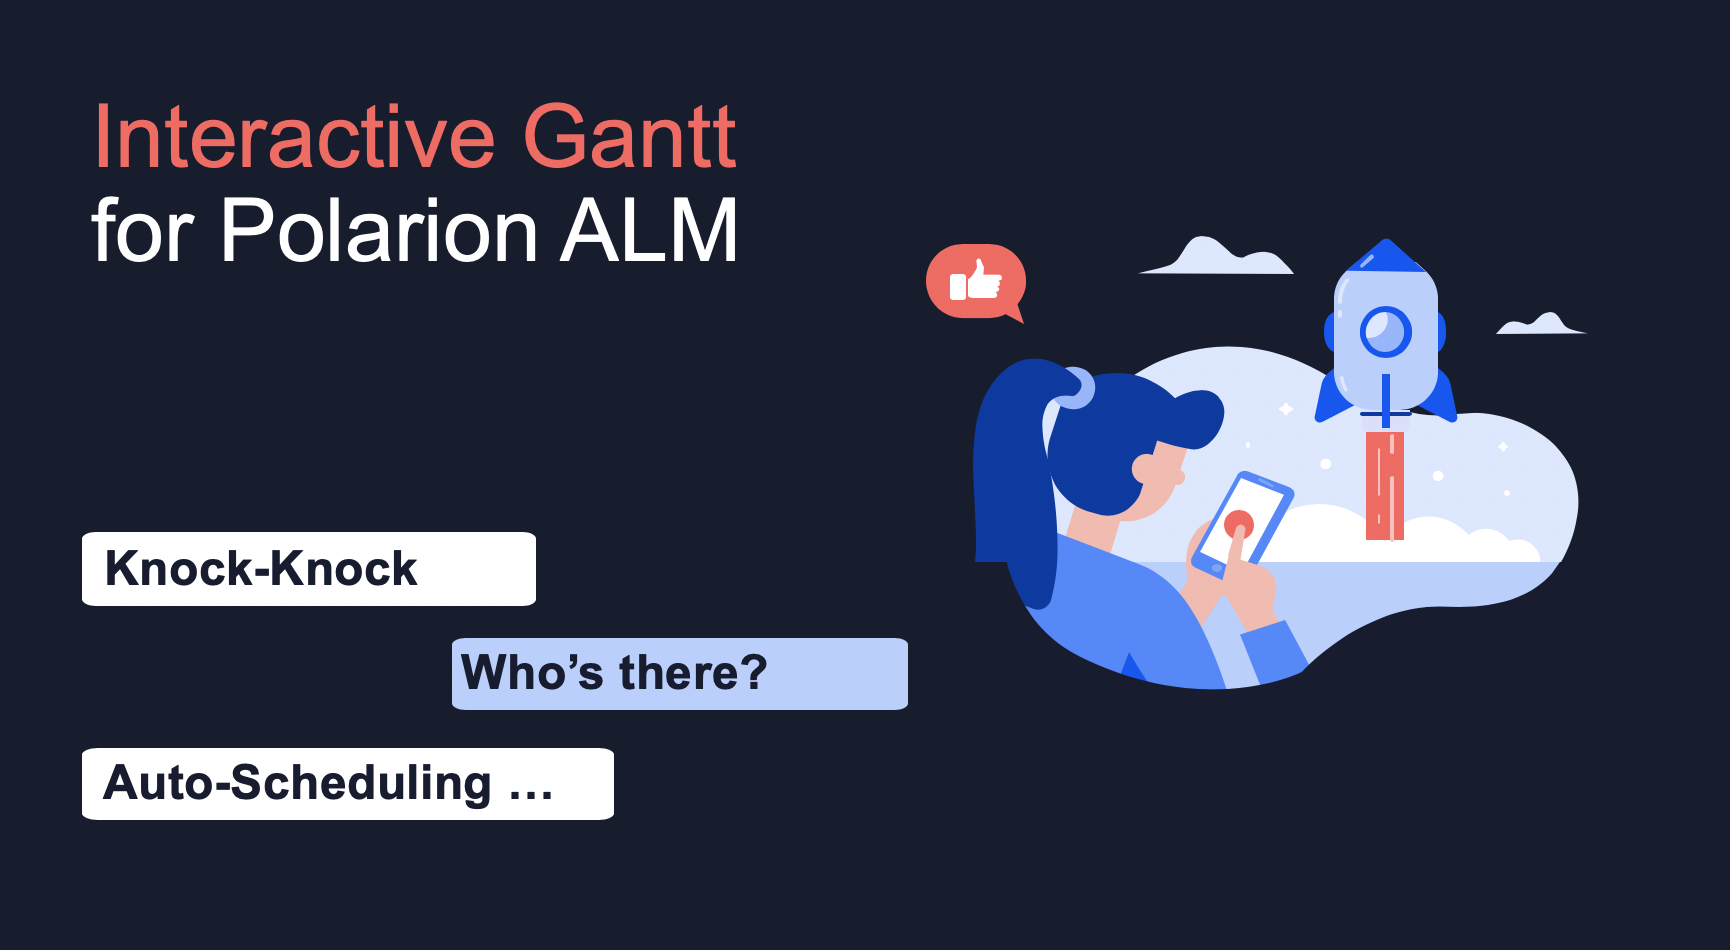 Interactive Gantt
for Polarion ALM
Knock-Knock
Who’s there?
Auto-Scheduling …